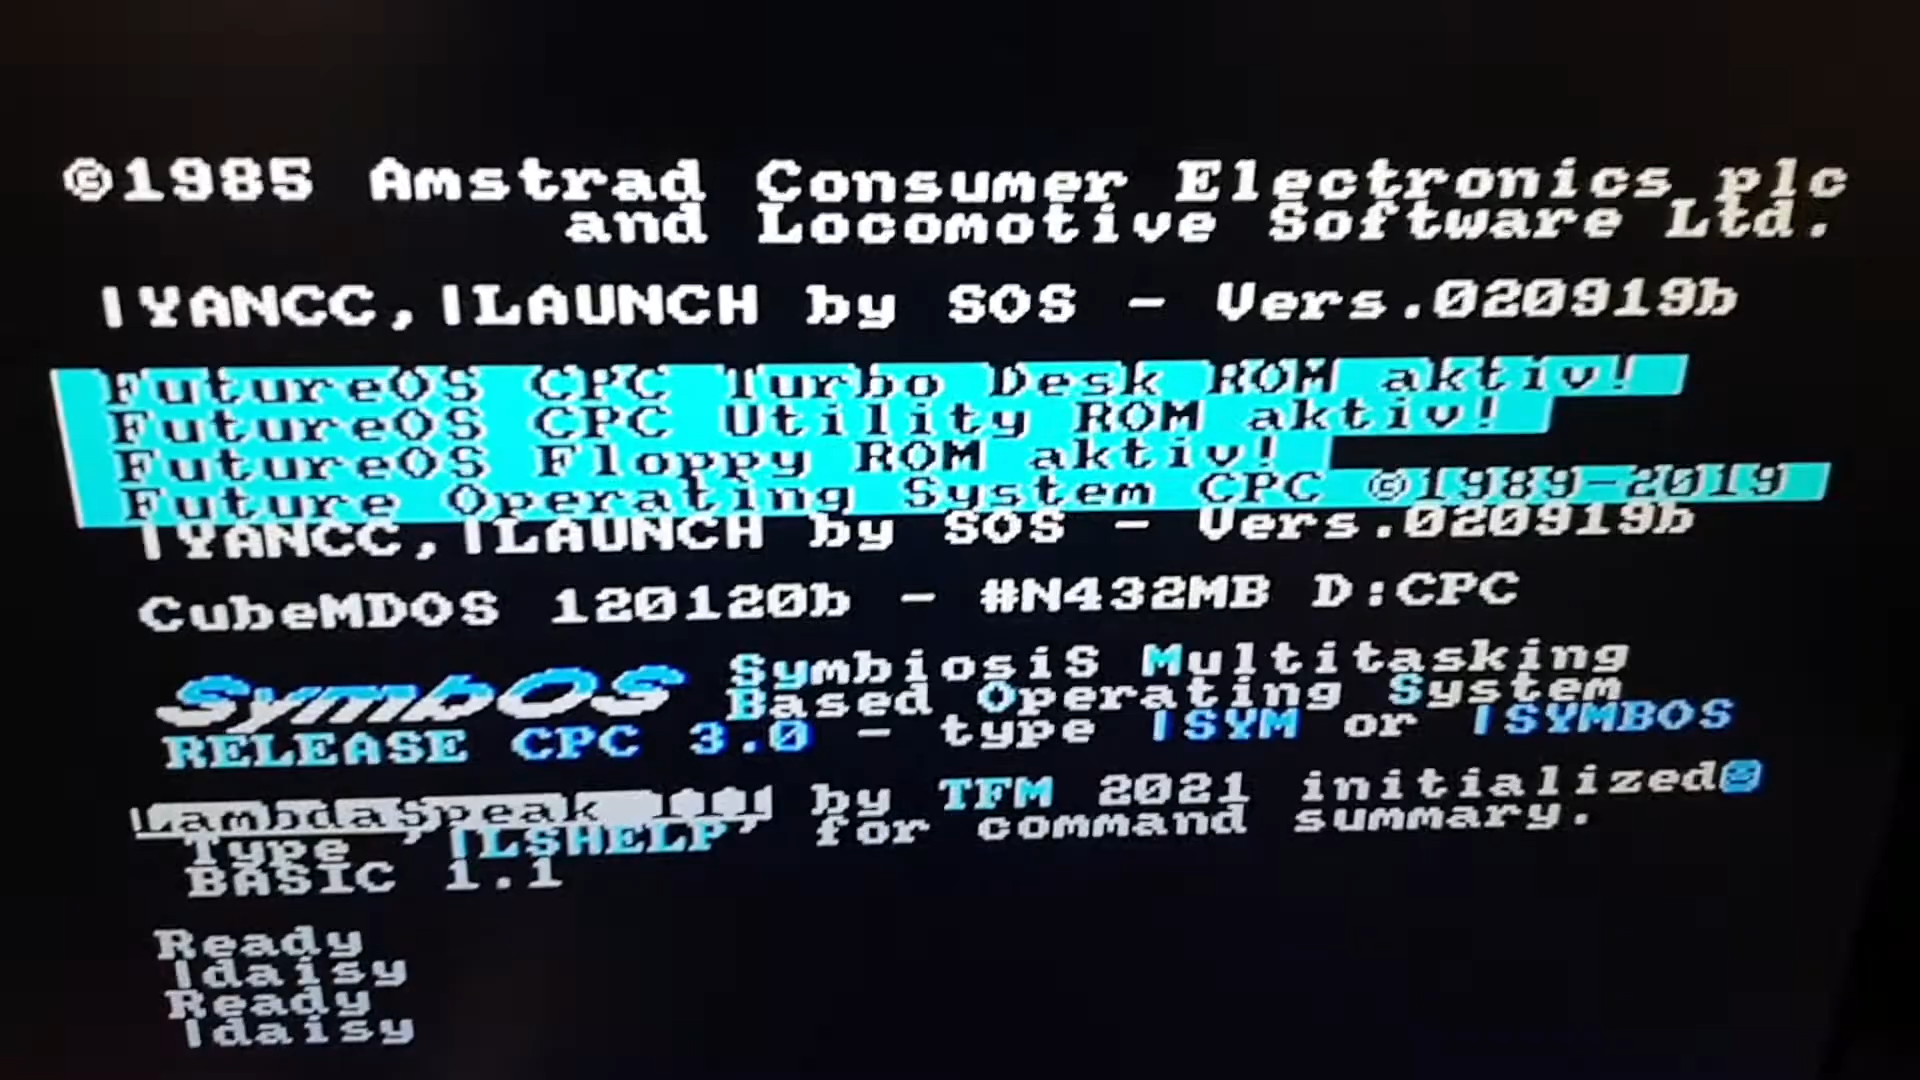 ©1985 Amstrad Consumer Electronics plc
and Locomotive Software Ltd.
|YANCC,|LAUNCH by SOS - Vers.020919b
FutureOS CPC Turbo Desk ROM aktiv!
FutureOS CPC Utility ROM aktiv!
FutureOS Floppy ROM aktiv!
Future Operating System CPC ©1989-2019
|YANCC,|LAUNCH by SOS - Vers.020919b
CubeMDOS 120120b - #N432MB D:CPC
SymbOS
SymbiosiS Multitasking
Based Operating System
RELEASE CPC 3.0 - type |SYM or |SYMBOS
LambdaSpeak by TFM 2021 initialized
Type '|LSHELP' for command summary.
BASIC 1.1
Ready
|daisy
Ready
|daisy